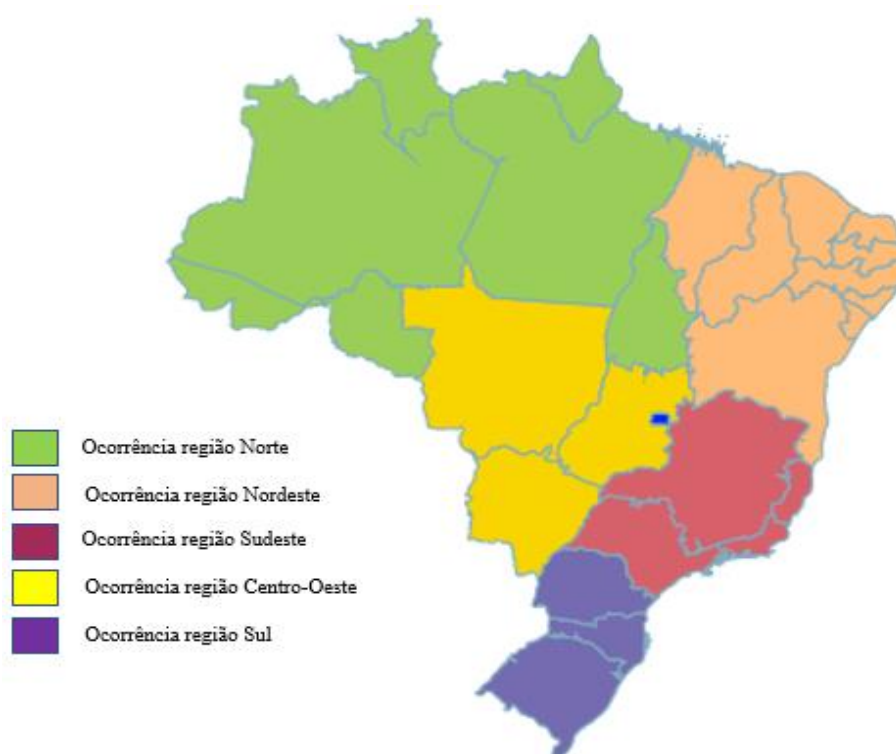 Ocorrência região Norte
Ocorrência região Nordeste
Ocorrência região Sudeste
Ocorrência região Centro-Oeste
Ocorrência região Sul